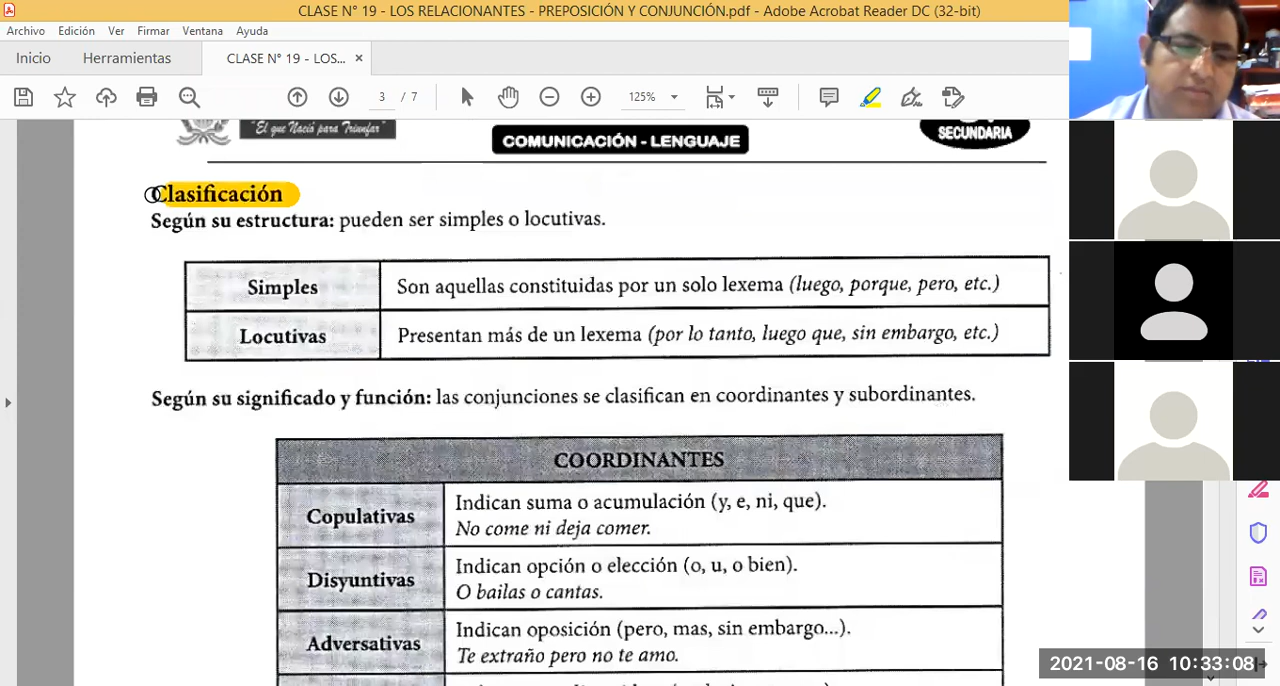 CLASE N° 19 - LOS RELACIONANTES - PREPOSICIÓN Y CONJUNCIÓN.pdf - Adobe Acrobat Reader DC (32-bit)
Archivo Edición Ver Firmar Ventana Ayuda
Inicio Herramientas CLASE N° 19 - LOS... ×
3 / 7 125%
"El que Nació para Triunfar"
COMUNICACIÓN - LENGUAJE
SECUNDARIA
Clasificación
Según su estructura: pueden ser simples o locutivas.
Simples Son aquellas constituidas por un solo lexema (luego, porque, pero, etc.)
Locutivas Presentan más de un lexema (por lo tanto, luego que, sin embargo, etc.)
Según su significado y función: las conjunciones se clasifican en coordinantes y subordinantes.
COORDINANTES
Copulativas Indican suma o acumulación (y, e, ni, que).
No come ni deja comer.
Disyuntivas Indican opción o elección (o, u, o bien).
O bailas o cantas.
Adversativas Indican oposición (pero, mas, sin embargo...).
Te extraño pero no te amo.
2021-08-16 10:33:08